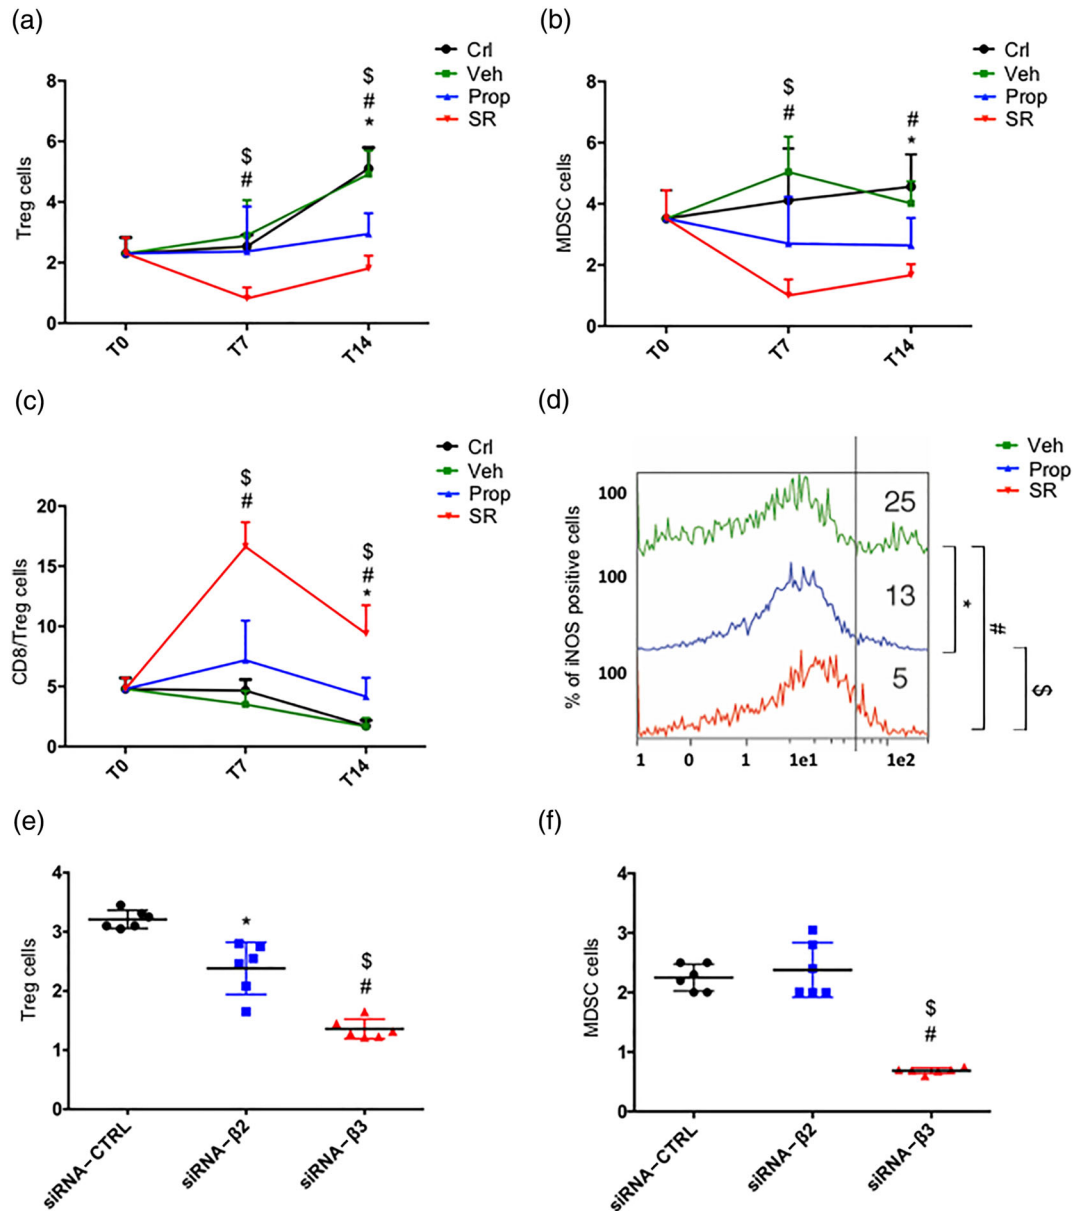 (a)
Crl
Veh
Prop
SR
Treg cells
8
6
4
2
0
$
#
$
#
*
T0
T7
T14
(b)
Crl
Veh
Prop
SR
MDSC cells
8
6
4
2
0
$
#
#
*
T0
T7
T14
(c)
Crl
Veh
Prop
SR
CD8/Treg cells
20
15
10
5
0
$
#
$
#
*
T0
T7
T14
(d)
Veh
Prop
SR
% of iNOS positive cells
100
25
100
13
100
5
*
#
$
1 0 1 1e1 1e2
(e)
Treg cells
4
3
2
1
0
*
$
#
siRNA-CTRL
siRNA-β2
siRNA-β3
(f)
MDSC cells
4
3
2
1
0
$
#
siRNA-CTRL
siRNA-β2
siRNA-β3